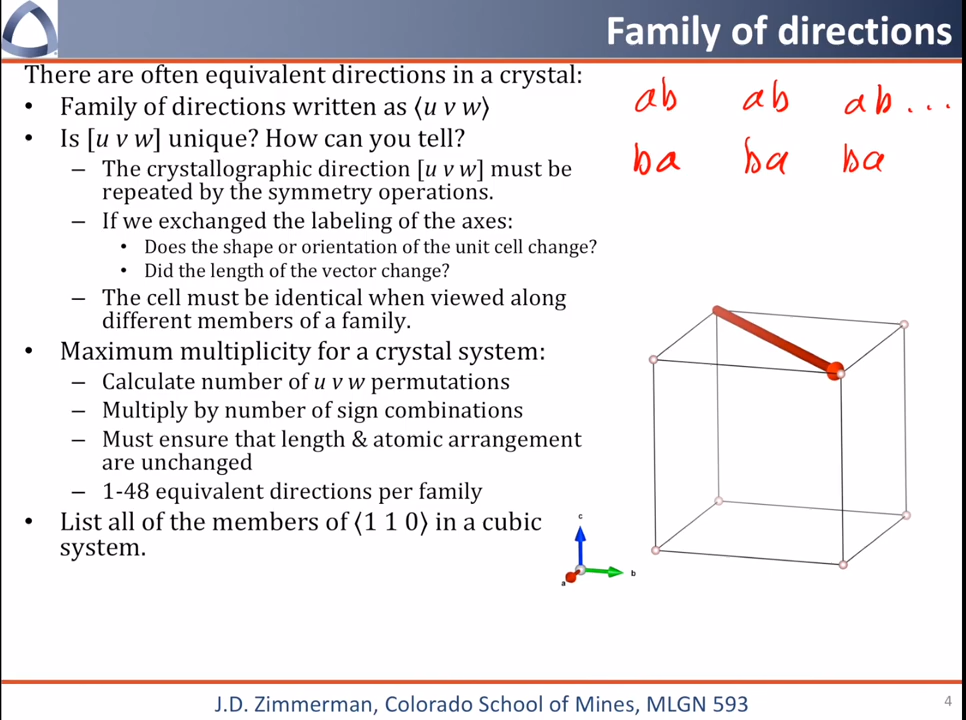 Family of directions
There are often equivalent directions in a crystal:
• Family of directions written as ⟨u v w⟩
• Is [u v w] unique? How can you tell?
– The crystallographic direction [u v w] must be
repeated by the symmetry operations.
– If we exchanged the labeling of the axes:
• Does the shape or orientation of the unit cell change?
• Did the length of the vector change?
– The cell must be identical when viewed along
different members of a family.
• Maximum multiplicity for a crystal system:
– Calculate number of u v w permutations
– Multiply by number of sign combinations
– Must ensure that length & atomic arrangement
are unchanged
– 1-48 equivalent directions per family
• List all of the members of ⟨1 1 0⟩ in a cubic
system.
ab ab ab...
ba ba ba
c
b
a
J.D. Zimmerman, Colorado School of Mines, MLGN 593
4